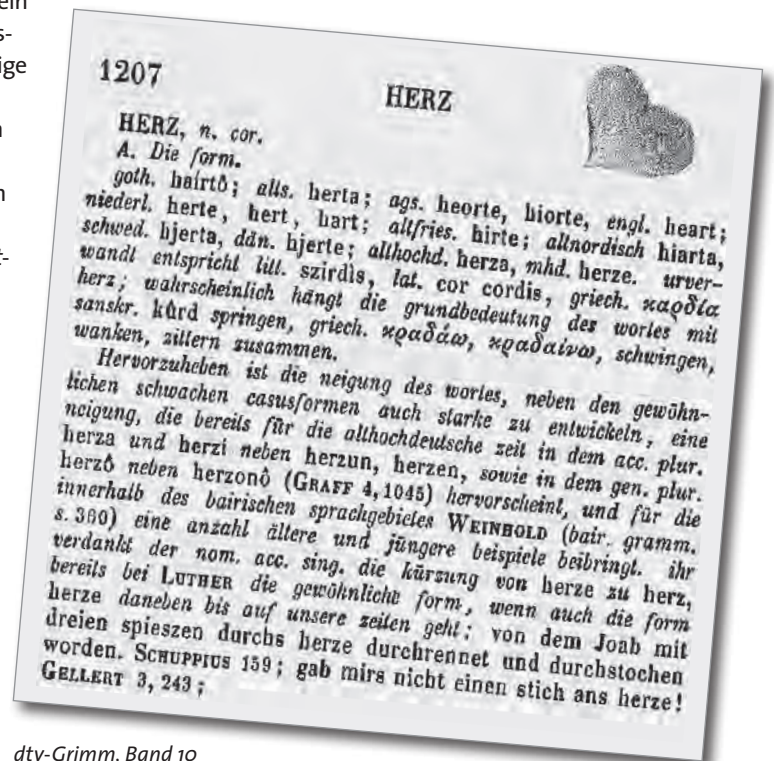 ein
s-
ige
n
n
t-
1207
HERZ
HERZ, n. cor.
A. Die form.
goth. haírtô; alts. herta; ags. heorte, hiorte, engl. heart;
niederl. herte, hert, hart; altfries. hirte; altnordisch hiarta,
schwed. hjerta, dän. hjerte; althochd. herza, mhd. herze. urver-
wandt entspricht litt. szirdis, lat. cor cordis, griech. καρδία
herz; wahrscheinlich hängt die grundbedeutung des wortes mit
sanskr. kûrd springen, griech. κραδάω, κραδαίνω, schwingen,
wanken, zittern zusammen.
Hervorzuheben ist die neigung des wortes, neben den gewöhn-
lichen schwachen casusformen auch starke zu entwickeln, eine
neigung, die bereits für die althochdeutsche zeit in dem acc. plur.
herza und herzi neben herzun, herzen, sowie in dem gen. plur.
herzô neben herzonô (GRAFF 4, 1045) hervorscheint, und für die
innerhalb des bairischen sprachgebietes WEINHOLD (bair. gramm.
s. 360) eine anzahl ältere und jüngere beispiele beibringt. ihr
verdankt der nom. acc. sing. die kürzung von herze zu herz,
bereits bei LUTHER die gewöhnliche form, wenn auch die form
herze daneben bis auf unsere zeiten geht: von dem Joab mit
dreien spieszen durchs herze durchrennet und durchstochen
worden. SCHUPPIUS 159; gab mirs nicht einen stich ans herze!
GELLERT 3, 243;
dtv-Grimm, Band 10